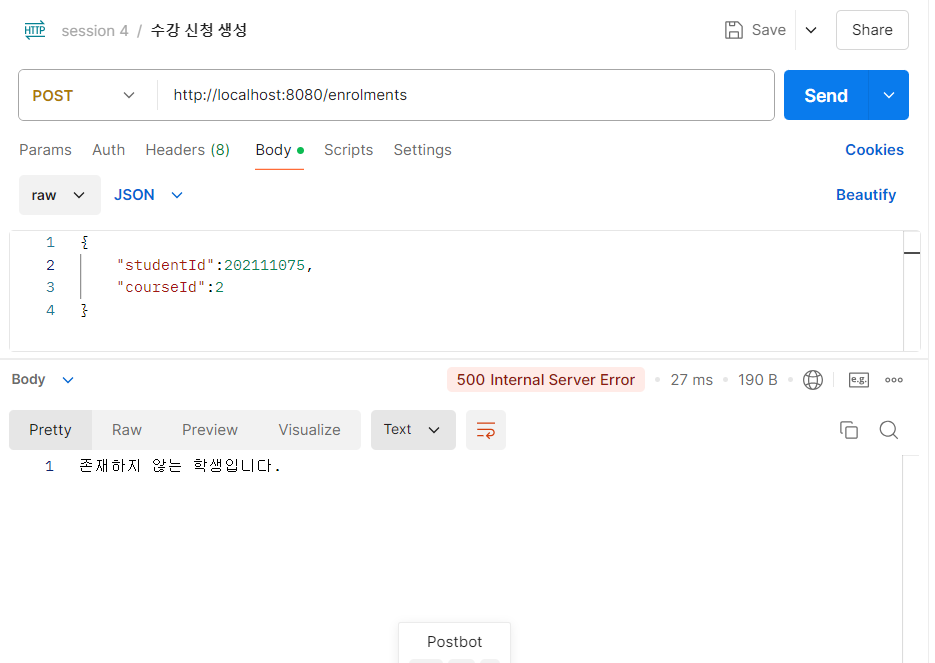 HTTP session 4 / 수강 신청 생성 Save Share
POST http://localhost:8080/enrolments Send
Params Auth Headers (8) Body Scripts Settings Cookies
raw JSON Beautify
1 {
2 "studentId":202111075,
3 "courseId":2
4 }
Body 500 Internal Server Error 27 ms 190 B e.g.
Pretty Raw Preview Visualize Text
1 존재하지 않는 학생입니다.
Postbot